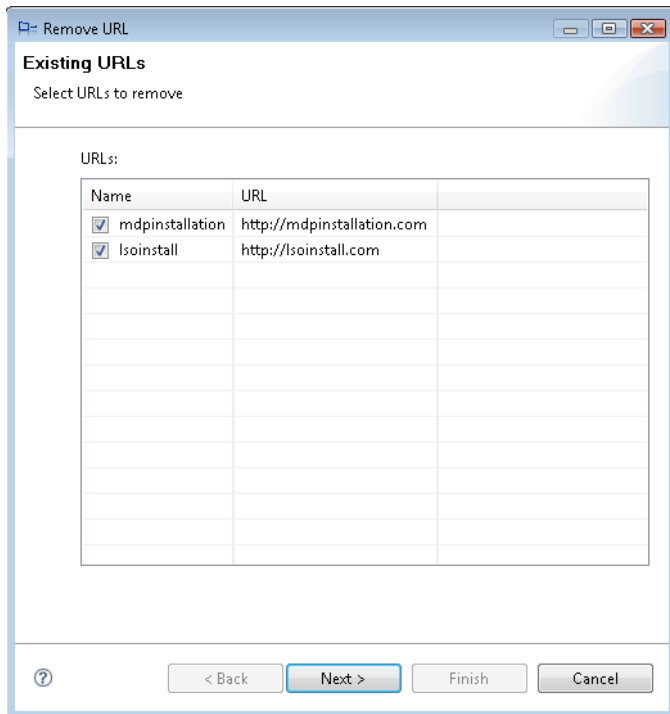 Remove URL
Existing URLs
Select URLs to remove
URLs:
Name URL
mdpinstallation http://mdpinstallation.com
lsoinstall http://lsoinstall.com
? < Back Next > Finish Cancel